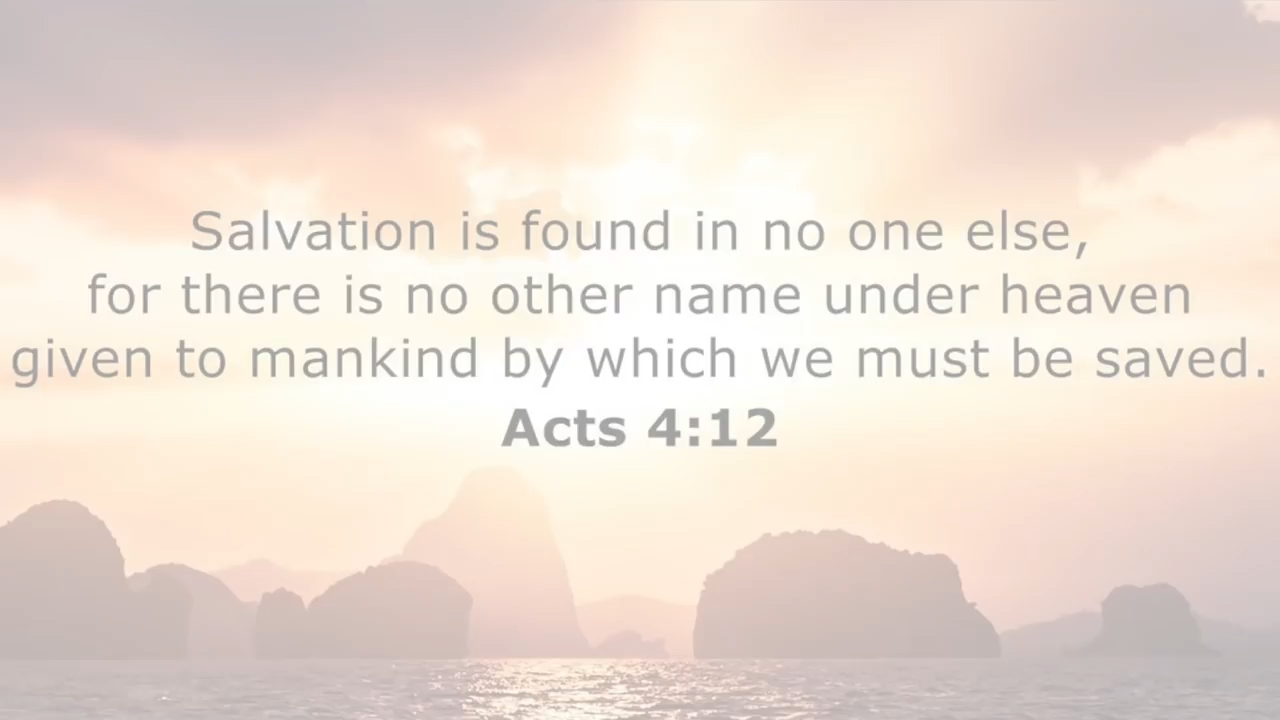 Salvation is found in no one else,
for there is no other name under heaven
given to mankind by which we must be saved.
Acts 4:12